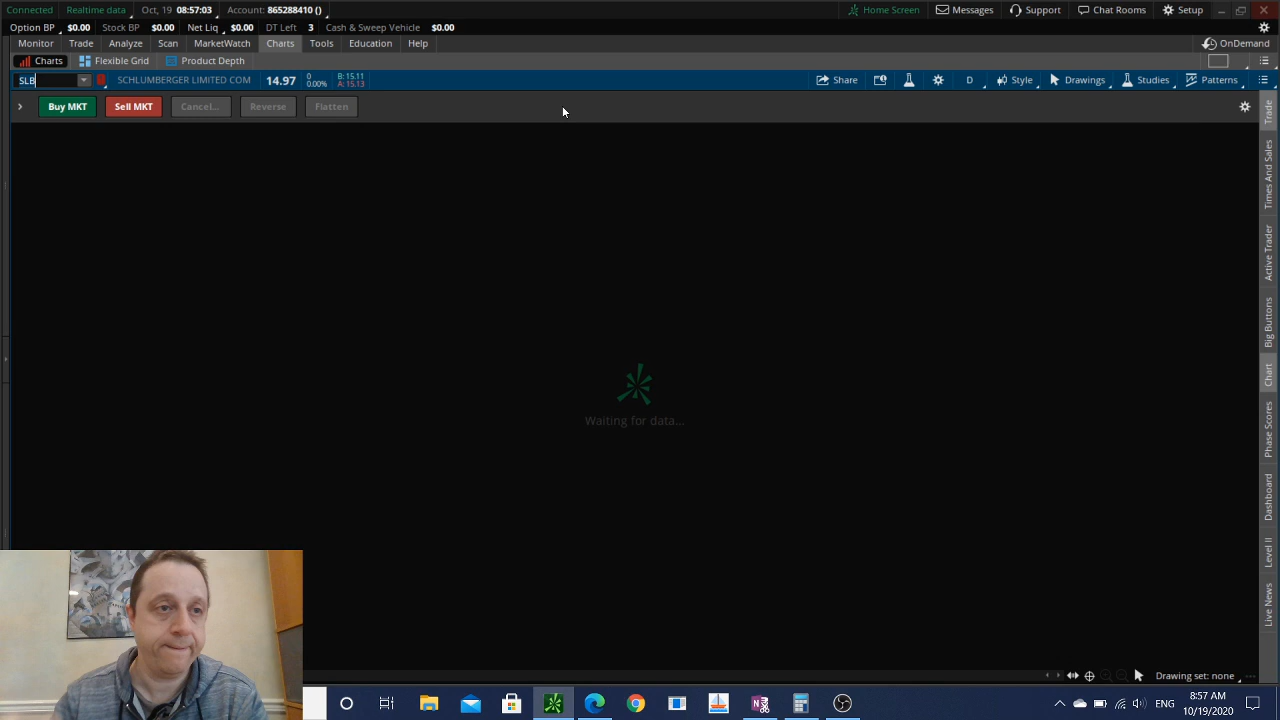 Connected Realtime data Oct, 19 08:57:03 Account: 865288410 () Home Screen Messages Support Chat Rooms Setup
Option BP $0.00 Stock BP $0.00 Net Liq $0.00 DT Left 3 Cash & Sweep Vehicle $0.00
Monitor Trade Analyze Scan MarketWatch Charts Tools Education Help OnDemand
Charts Flexible Grid Product Depth
SLB SCHLUMBERGER LIMITED COM 14.97 0 B: 15.11 Share D Style Drawings Studies Patterns
0.00% A: 15.13
Buy MKT Sell MKT Cancel... Reverse Flatten
Trade
Times And Sales
Active Trader
Big Buttons
Chart
Phase Scores
Dashboard
Level II
Live News
Waiting for data...
Drawing set: none
ENG 8:57 AM
10/19/2020